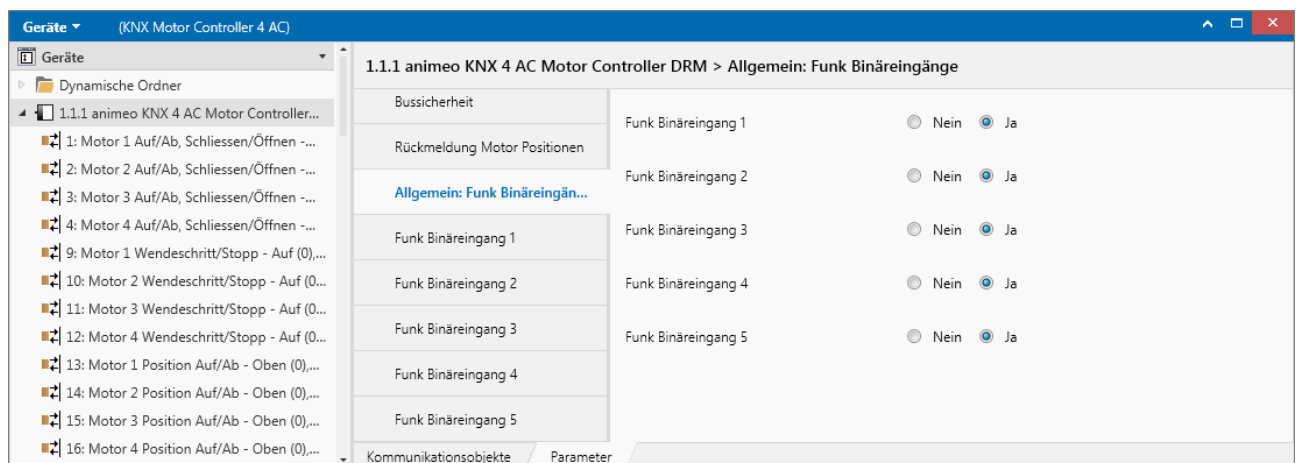 Geräte (KNX Motor Controller 4 AC)
Geräte
Dynamische Ordner
1.1.1 animeo KNX 4 AC Motor Controller...
1: Motor 1 Auf/Ab, Schliessen/Öffnen -...
2: Motor 2 Auf/Ab, Schliessen/Öffnen -...
3: Motor 3 Auf/Ab, Schliessen/Öffnen -...
4: Motor 4 Auf/Ab, Schliessen/Öffnen -...
9: Motor 1 Wendeschritt/Stopp - Auf (0),...
10: Motor 2 Wendeschritt/Stopp - Auf (0...
11: Motor 3 Wendeschritt/Stopp - Auf (0...
12: Motor 4 Wendeschritt/Stopp - Auf (0...
13: Motor 1 Position Auf/Ab - Oben (0),...
14: Motor 2 Position Auf/Ab - Oben (0),...
15: Motor 3 Position Auf/Ab - Oben (0),...
16: Motor 4 Position Auf/Ab - Oben (0),...
1.1.1 animeo KNX 4 AC Motor Controller DRM > Allgemein: Funk Binäreingänge
Bussicherheit
Rückmeldung Motor Positionen
Allgemein: Funk Binäreingän...
Funk Binäreingang 1
Funk Binäreingang 2
Funk Binäreingang 3
Funk Binäreingang 4
Funk Binäreingang 5
Funk Binäreingang 1 Nein Ja
Funk Binäreingang 2 Nein Ja
Funk Binäreingang 3 Nein Ja
Funk Binäreingang 4 Nein Ja
Funk Binäreingang 5 Nein Ja
Kommunikationsobjekte Parameter